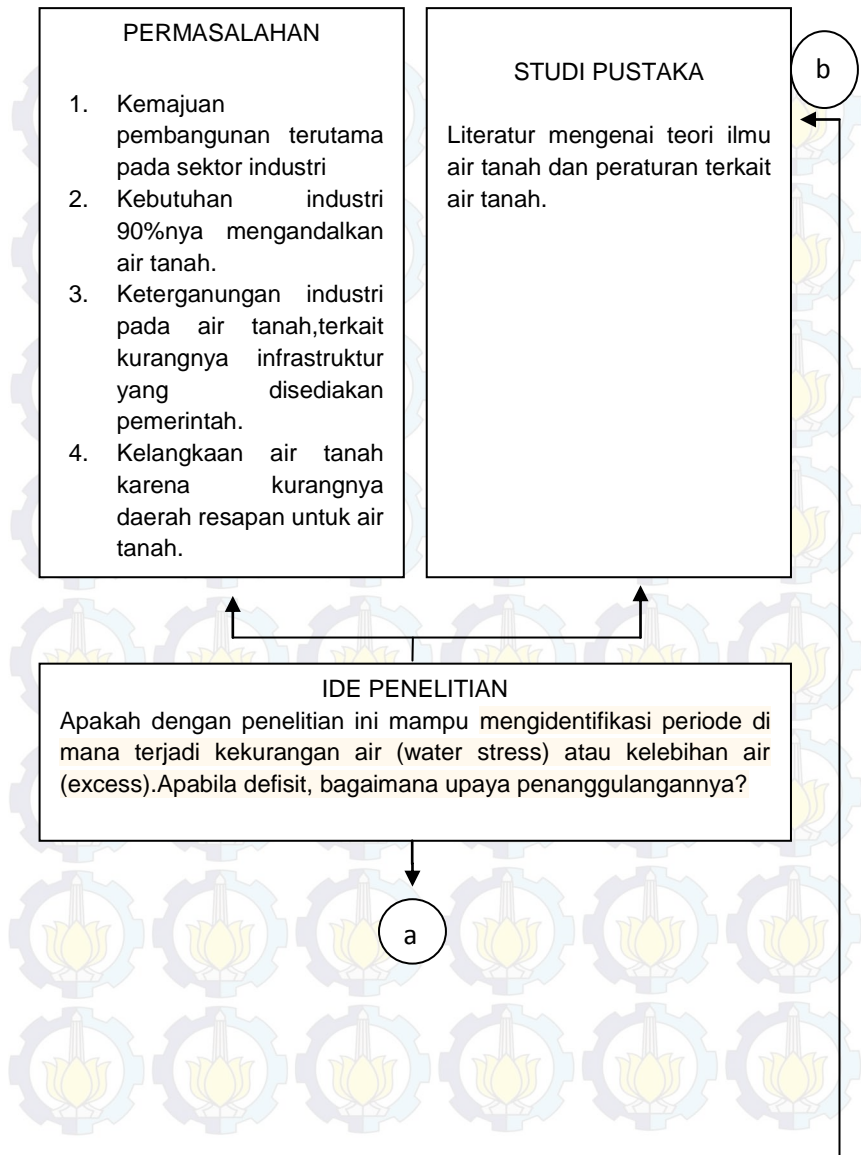 PERMASALAHAN
1. Kemajuan
pembangunan terutama
pada sektor industri
2. Kebutuhan industri
90%nya mengandalkan
air tanah.
3. Keterganungan industri
pada air tanah,terkait
kurangnya infrastruktur
yang disediakan
pemerintah.
4. Kelangkaan air tanah
karena kurangnya
daerah resapan untuk air
tanah.
STUDI PUSTAKA
Literatur mengenai teori ilmu
air tanah dan peraturan terkait
air tanah.
b
IDE PENELITIAN
Apakah dengan penelitian ini mampu mengidentifikasi periode di
mana terjadi kekurangan air (water stress) atau kelebihan air
(excess).Apabila defisit, bagaimana upaya penanggulangannya?
a